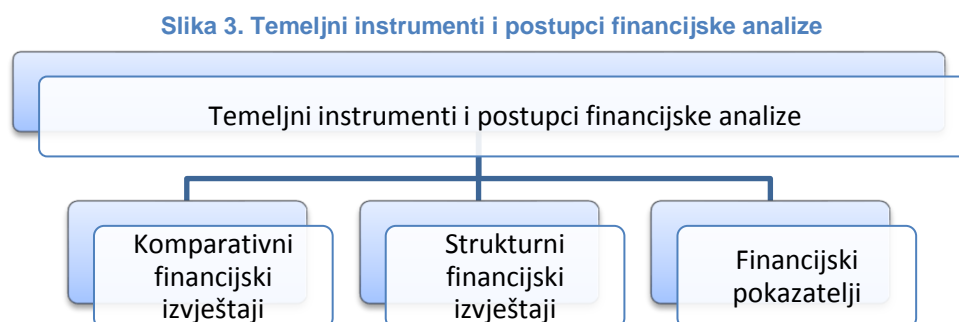 Slika 3. Temeljni instrumenti i postupci financijske analize
Temeljni instrumenti i postupci financijske analize
Komparativni
financijski
izvještaji
Strukturni
financijski
izvještaji
Financijski
pokazatelji